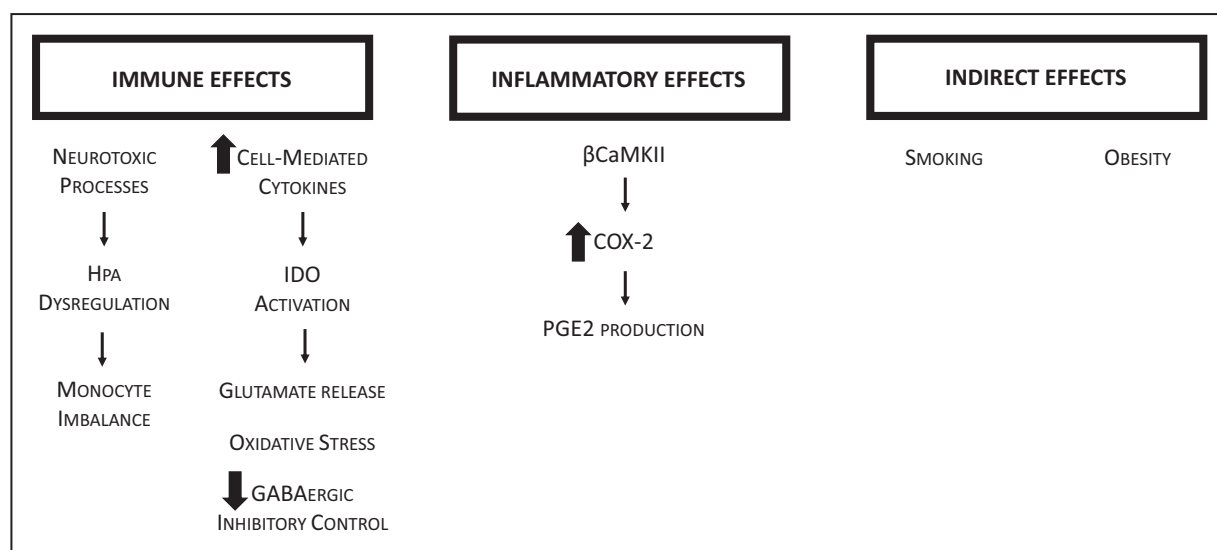 IMMUNE EFFECTS
NEUROTOXIC
PROCESSES
HPA
DYSREGULATION
MONOCYTE
IMBALANCE
CELL-MEDIATED
CYTOKINES
IDO
ACTIVATION
GLUTAMATE RELEASE
OXIDATIVE STRESS
GABAERGIC
INHIBITORY CONTROL
INFLAMMATORY EFFECTS
βCaMKII
COX-2
PGE2 PRODUCTION
INDIRECT EFFECTS
SMOKING
OBESITY